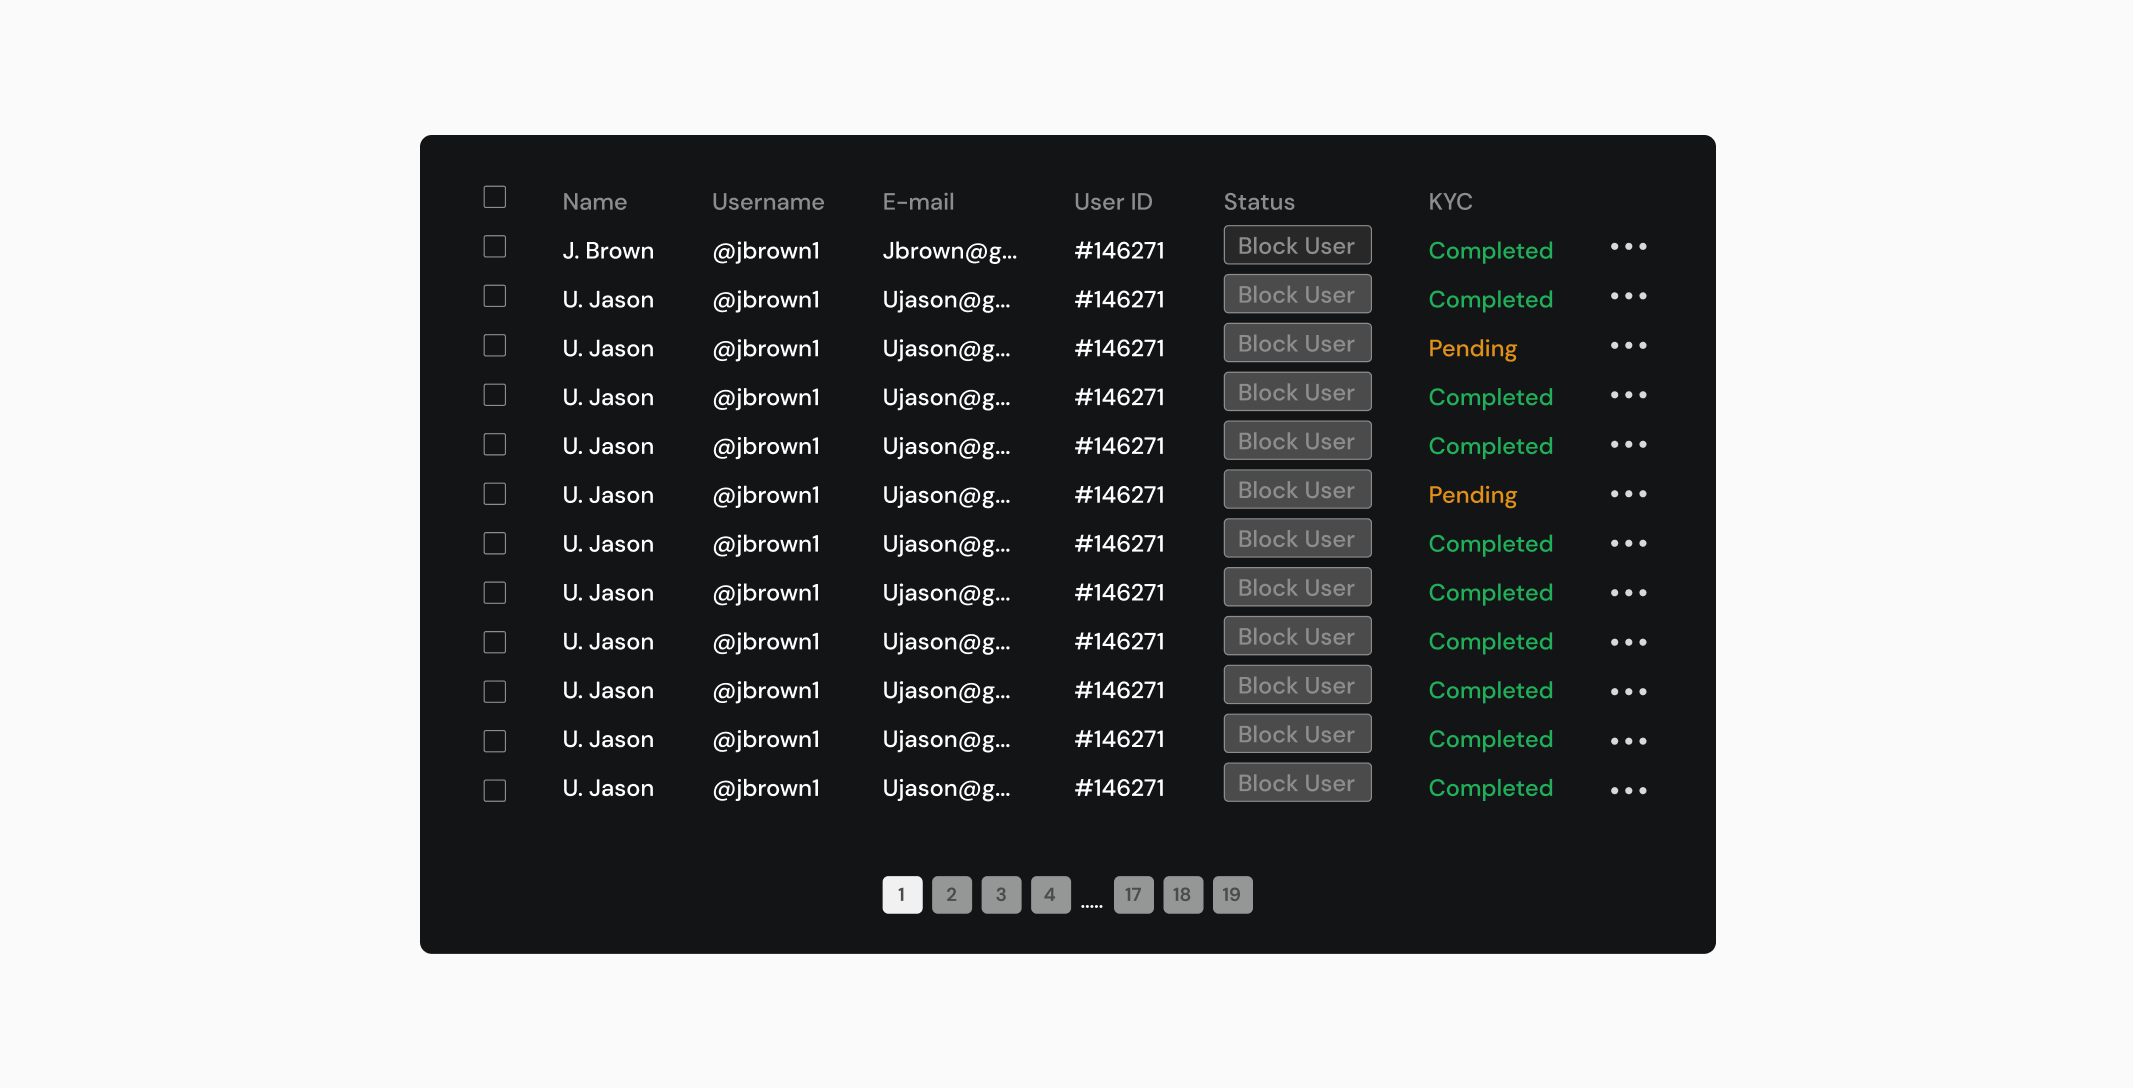 Name Username E-mail User ID Status KYC
J. Brown @jbrown1 Jbrown@g... #146271 Block User Completed
U. Jason @jbrown1 Ujason@g... #146271 Block User Completed
U. Jason @jbrown1 Ujason@g... #146271 Block User Pending
U. Jason @jbrown1 Ujason@g... #146271 Block User Completed
U. Jason @jbrown1 Ujason@g... #146271 Block User Completed
U. Jason @jbrown1 Ujason@g... #146271 Block User Pending
U. Jason @jbrown1 Ujason@g... #146271 Block User Completed
U. Jason @jbrown1 Ujason@g... #146271 Block User Completed
U. Jason @jbrown1 Ujason@g... #146271 Block User Completed
U. Jason @jbrown1 Ujason@g... #146271 Block User Completed
U. Jason @jbrown1 Ujason@g... #146271 Block User Completed
U. Jason @jbrown1 Ujason@g... #146271 Block User Completed
1 2 3 4 ..... 17 18 19